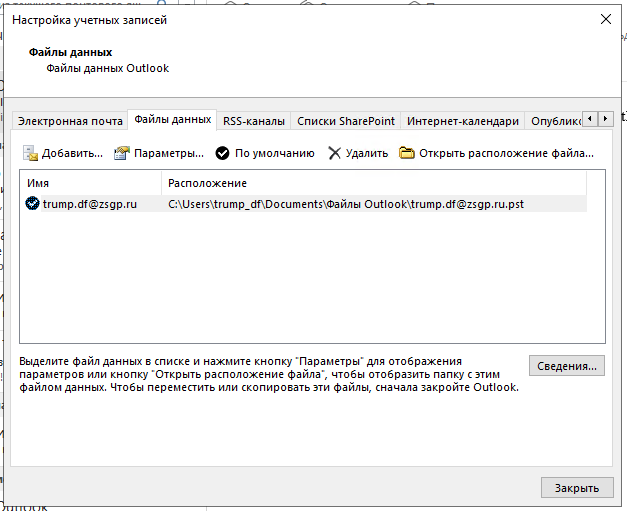 Настройка учетных записей
Файлы данных
Файлы данных Outlook
Электронная почта Файлы данных RSS-каналы Списки SharePoint Интернет-календари Опублико
Добавить... Параметры... По умолчанию Удалить Открыть расположение файла...
Имя Расположение
trump.df@zsgp.ru C:\Users\trump_df\Documents\Файлы Outlook\trump.df@zsgp.ru.pst
Выделите файл данных в списке и нажмите кнопку "Параметры" для отображения
параметров или кнопку "Открыть расположение файла", чтобы отобразить папку с этим
файлом данных. Чтобы переместить или скопировать эти файлы, сначала закройте Outlook.
Сведения...
Закрыть